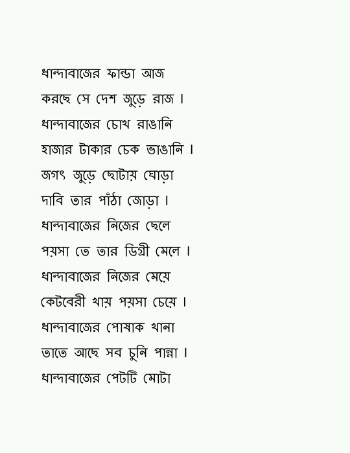 ধান্দাবাজের ফান্ডা আজ
করছে সে দেশ জুড়ে রাজ ।
ধান্দাবাজের চোখ রাঙানি
হাজার টাকার চেক ভাঙানি ।
জগৎ জুড়ে ছোটায় ঘোড়া
দাবি তার পাঁঠা জোড়া ।
ধান্দাবাজের নিজের ছেলে
পয়সা তে তার ডিগ্রী মেলে ।
ধান্দাবাজের নিজের মেয়ে
কেটবেরী খায় পয়সা চেয়ে ।
ধান্দাবাজের পোষাক খানা
তাতে আছে সব চুনি পান্না ।
ধান্দাবাজের পেটটি মোটা